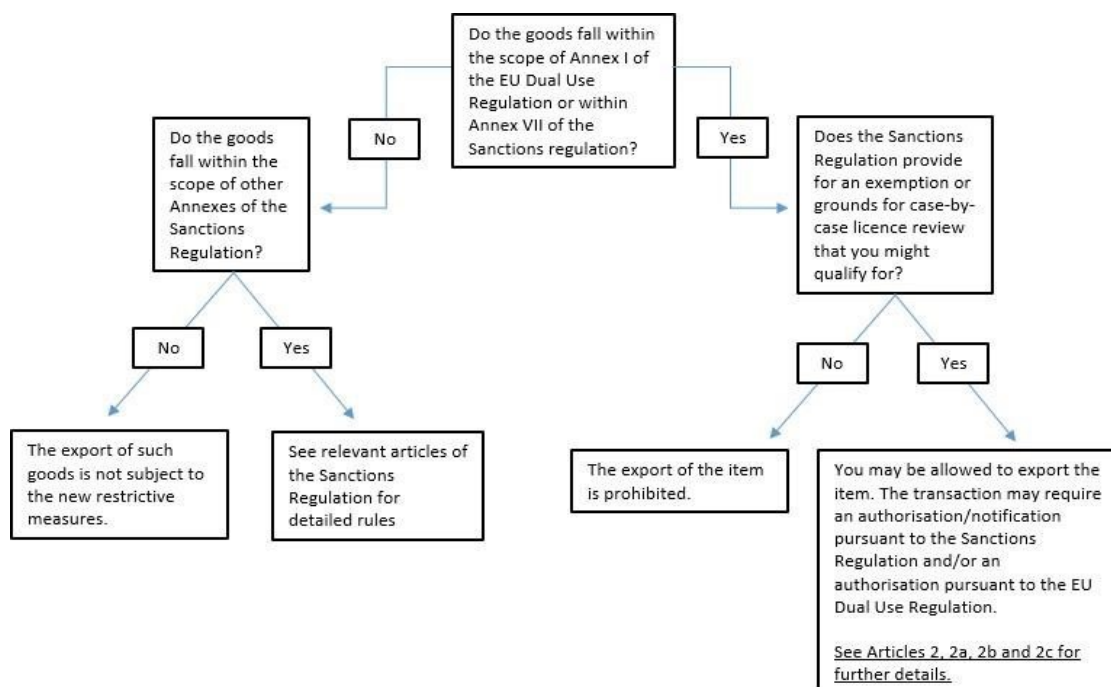 Do the goods fall within
the scope of Annex I of
the EU Dual Use
Regulation or within
Annex VII of the
Sanctions regulation?
No
Yes
Do the goods
fall within the
scope of other
Annexes of the
Sanctions
Regulation?
Does the Sanctions
Regulation provide
for an exemption or
grounds for case-by-
case licence review
that you might
qualify for?
No
Yes
No
Yes
The export of such
goods is not subject to
the new restrictive
measures.
See relevant articles of
the Sanctions
Regulation for
detailed rules
The export of the item
is prohibited.
You may be allowed to export the
item. The transaction may require
an authorisation/notification
pursuant to the Sanctions
Regulation and/or an
authorisation pursuant to the EU
Dual Use Regulation.
See Articles 2, 2a, 2b and 2c for
further details.